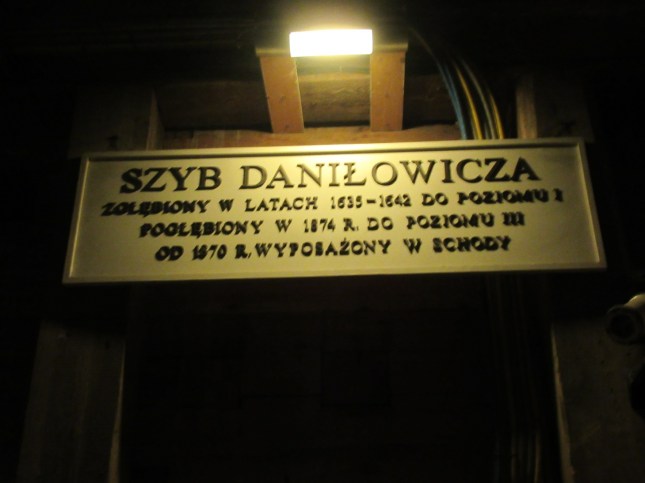 SZYB DANIŁOWICZA
ZGŁĘBIONY W LATACH 1635-1642 DO POZIOMU I
POGŁĘBIONY W 1874 R. DO POZIOMU III
OD 1870 R. WYPOSAŻONY W SCHODY